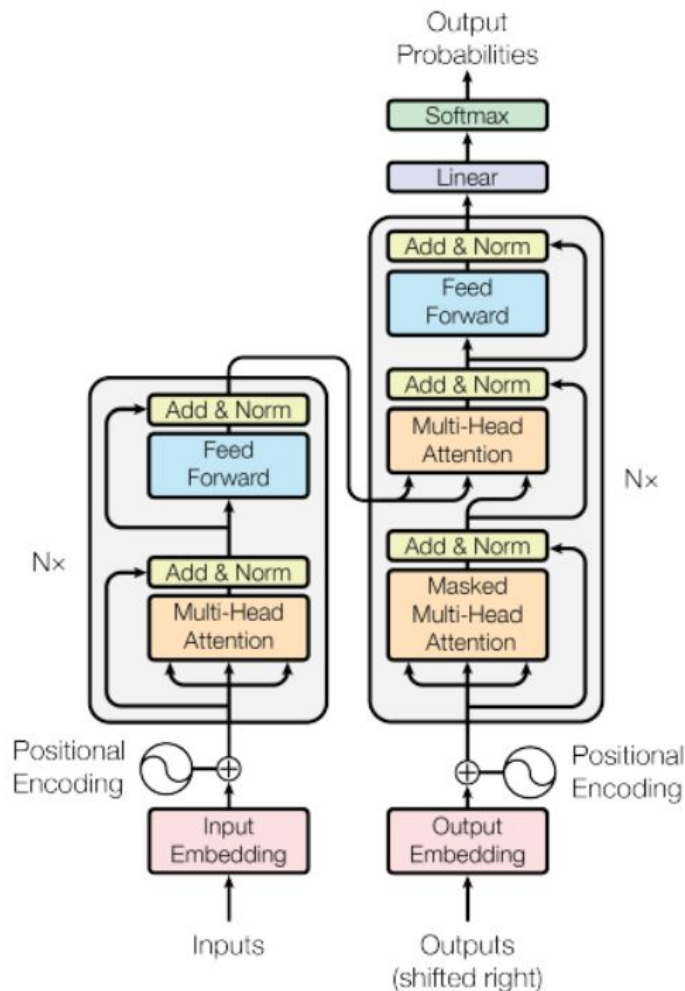 Output
Probabilities
Softmax
Linear
Add & Norm
Feed
Forward
Add & Norm
Multi-Head
Attention
Add & Norm
Masked
Multi-Head
Attention
N×
Add & Norm
Feed
Forward
Add & Norm
Multi-Head
Attention
N×
Positional
Encoding
Positional
Encoding
Input
Embedding
Output
Embedding
Inputs
Outputs
(shifted right)